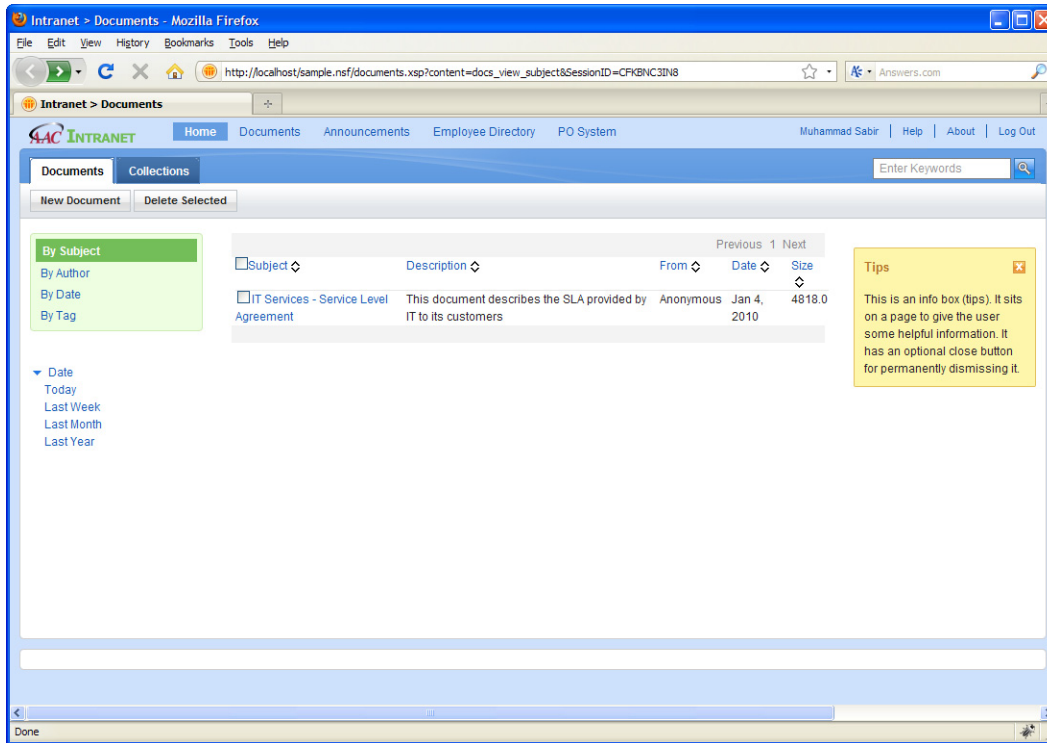 Intranet > Documents - Mozilla Firefox
File Edit View History Bookmarks Tools Help
http://localhost/sample.nsf/documents.xsp?content=docs_view_subject&SessionID=CFKBNC3IN8
Answers.com
Intranet > Documents
AAC INTRANET Home Documents Announcements Employee Directory PO System Muhammad Sabir | Help | About | Log Out
Documents Collections Enter Keywords
New Document Delete Selected
Previous 1 Next
By Subject
By Author
By Date
By Tag
Subject Description From Date Size
IT Services - Service Level This document describes the SLA provided by Anonymous Jan 4, 4818.0
Agreement IT to its customers 2010
Tips
This is an info box (tips). It sits
on a page to give the user
some helpful information. It
has an optional close button
for permanently dismissing it.
Date
Today
Last Week
Last Month
Last Year
Done